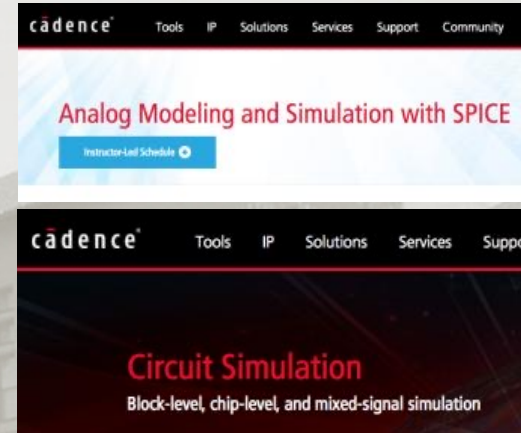 cādence Tools IP Solutions Services Support Community
Analog Modeling and Simulation with SPICE
Instructor-Led Schedule
cādence Tools IP Solutions Services
Circuit Simulation
Block-level, chip-level, and mixed-signal simulation